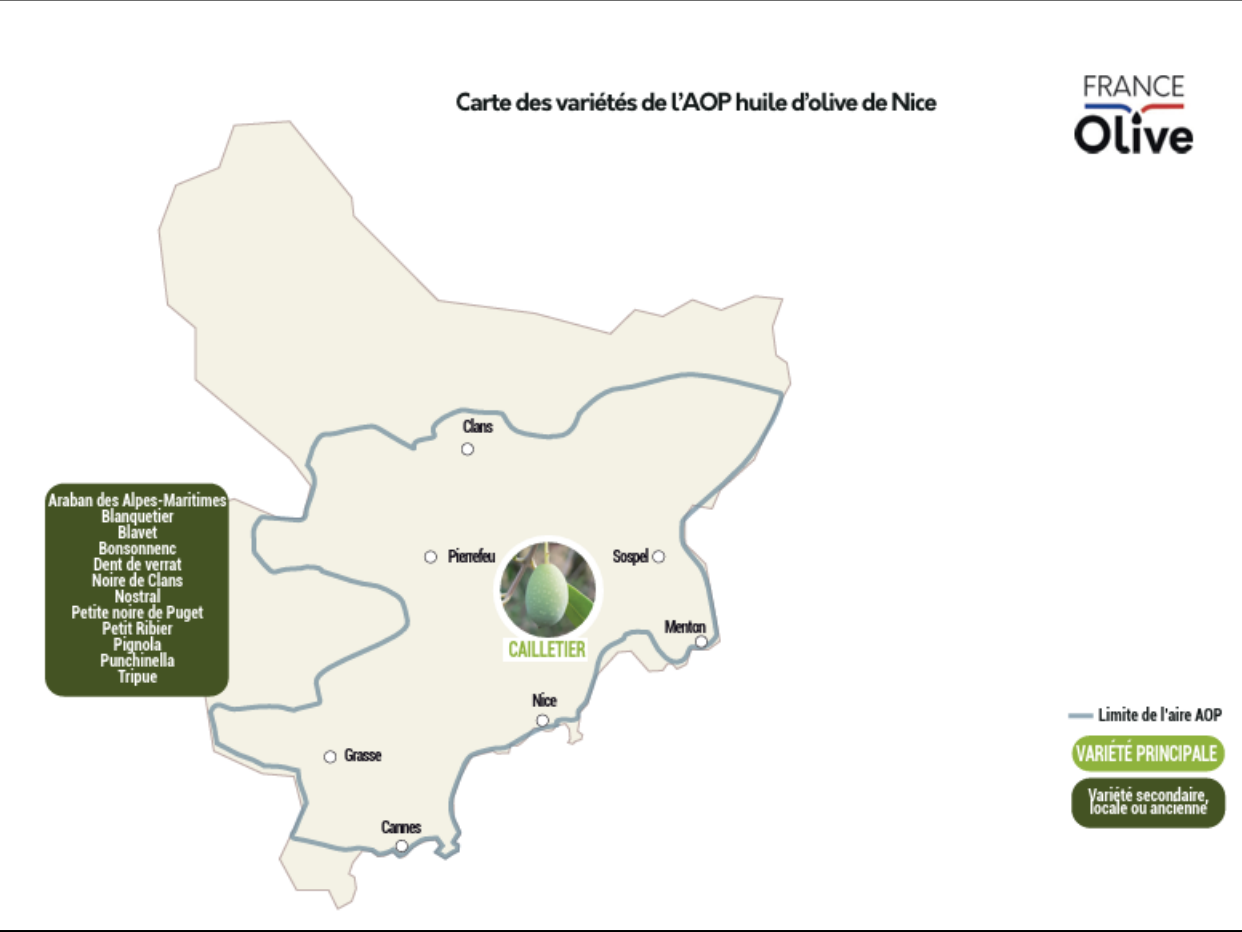 Carte des variétés de l'AOP huile d'olive de Nice
FRANCE
Olive
Clans
Araban des Alpes-Maritimes
Blanquetier
Blavet
Bonsonnenc
Dent de verrat
Noire de Clans
Nostral
Petite noire de Puget
Petit Ribier
Pignola
Punchinella
Tripue
Pierrefeu
Sospel
Menton
CAILLETIER
Nice
Grasse
Cannes
Limite de l'aire AOP
VARIÉTÉ PRINCIPALE
Variété secondaire,
locale ou ancienne